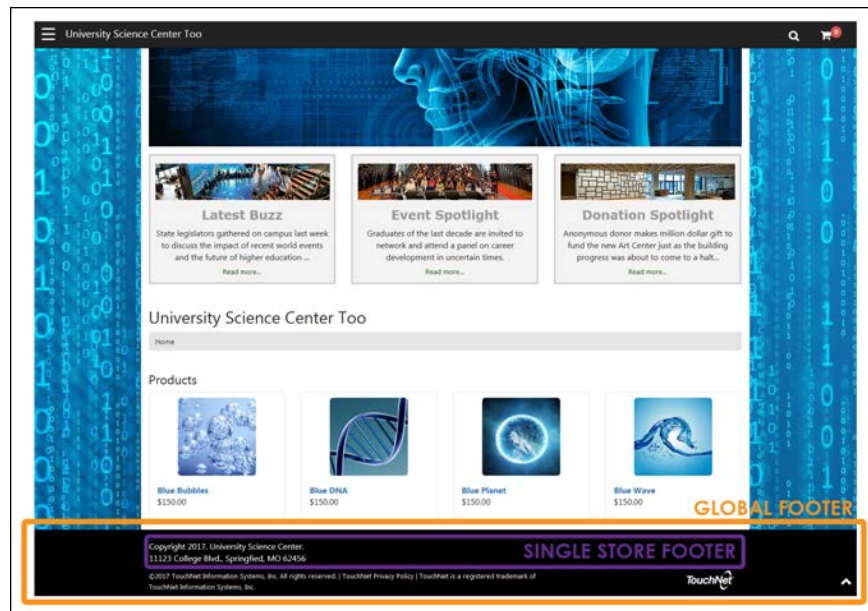 University Science Center Too
0
Latest Buzz
State legislators gathered on campus last week
to discuss the impact of recent world events
and the future of higher education ...
Read more...
Event Spotlight
Graduates of the last decade are invited to
network and attend a panel on career
development in uncertain times.
Read more...
Donation Spotlight
Anonymous donor makes million dollar gift to
fund the new Art Center just as the building
progress was about to come to a halt...
Read more...
University Science Center Too
Home
Products
Blue Bubbles
$150.00
Blue DNA
$150.00
Blue Planet
$150.00
Blue Wave
$150.00
GLOBAL FOOTER
Copyright 2017. University Science Center.
11123 College Blvd., Springfied, MO 62456
SINGLE STORE FOOTER
©2017 TouchNet Information Systems, Inc. All rights reserved. | TouchNet Privacy Policy | TouchNet is a registered trademark of
TouchNet Information Systems, Inc.
TouchNet